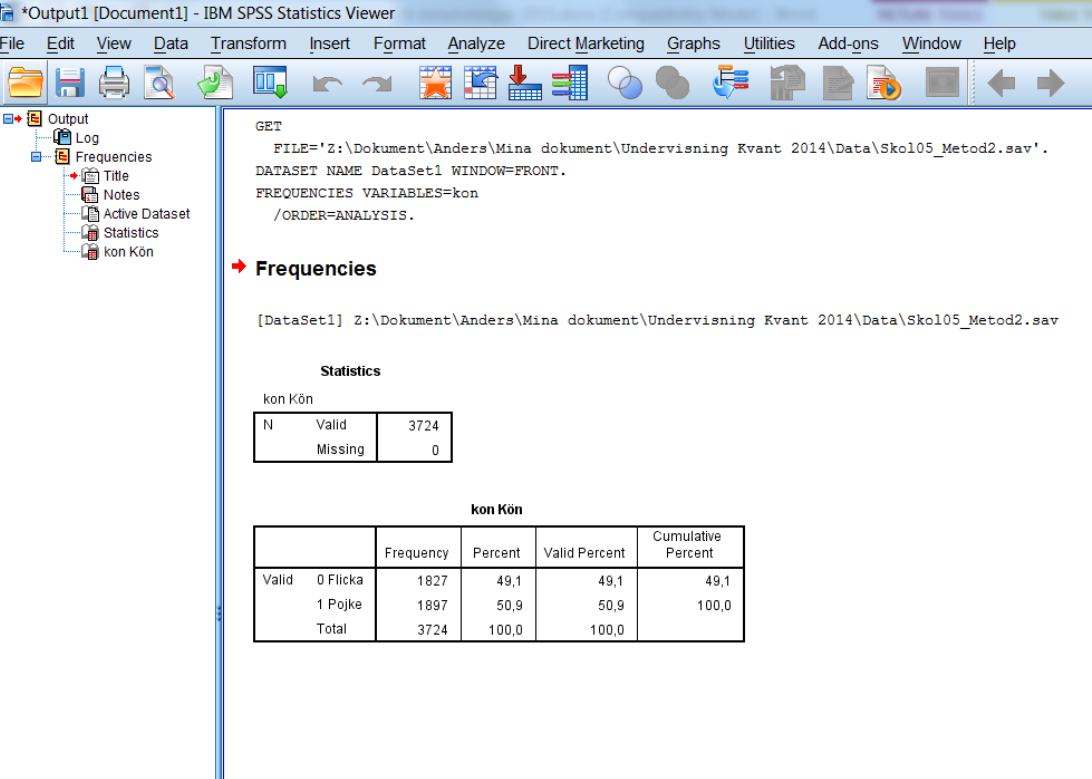 *Output1 [Document1] - IBM SPSS Statistics Viewer
File Edit View Data Transform Insert Format Analyze Direct Marketing Graphs Utilities Add-ons Window Help
Output
Log
Frequencies
Title
Notes
Active Dataset
Statistics
kon Kön
GET
FILE='Z:\Dokument\Anders\Mina dokument\Undervisning Kvant 2014\Data\Skol05_Metod2.sav'.
DATASET NAME DataSet1 WINDOW=FRONT.
FREQUENCIES VARIABLES=kon
/ORDER=ANALYSIS.
Frequencies
[DataSet1] Z:\Dokument\Anders\Mina dokument\Undervisning Kvant 2014\Data\Skol05_Metod2.sav
Statistics
kon Kön
N Valid 3724
Missing 0
kon Kön
Frequency Percent Valid Percent Cumulative Percent
Valid 0 Flicka 1827 49,1 49,1 49,1
1 Pojke 1897 50,9 50,9 100,0
Total 3724 100,0 100,0